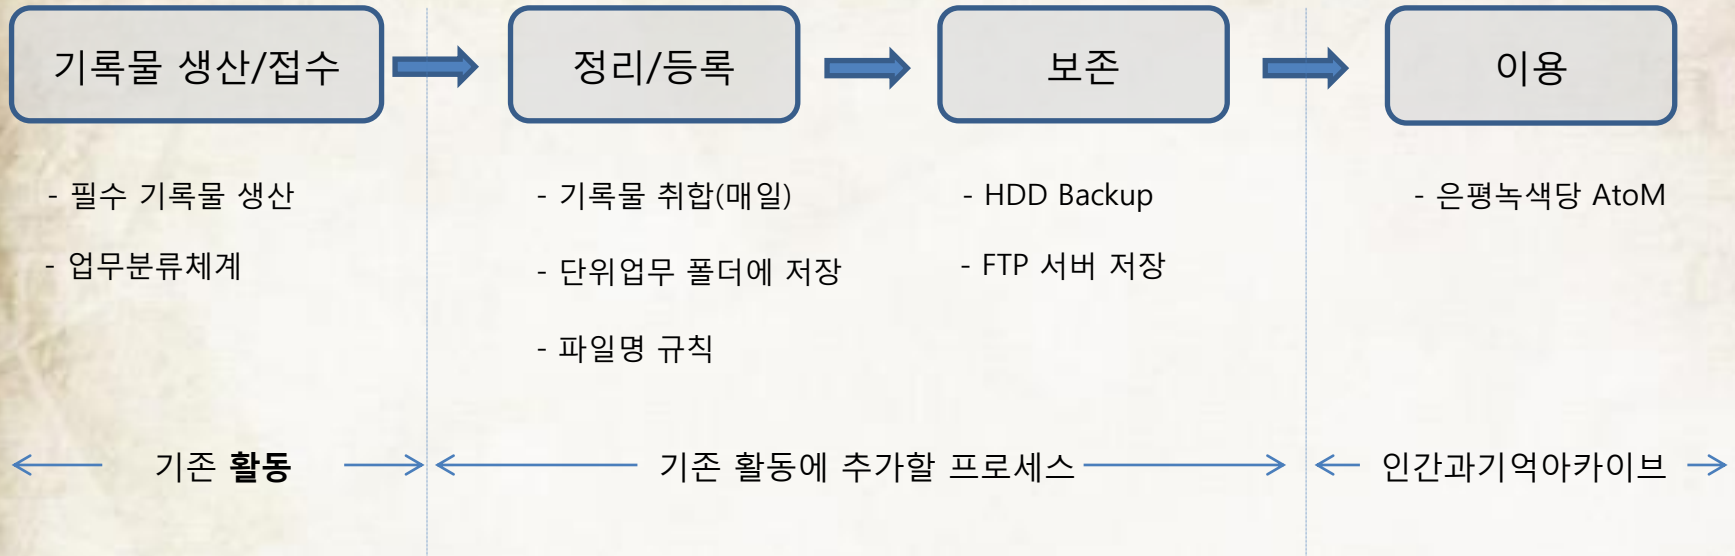 기록물 생산/접수
정리/등록
보존
이용
- 필수 기록물 생산
- 업무분류체계
- 기록물 취합(매일)
- 단위업무 폴더에 저장
- 파일명 규칙
- HDD Backup
- FTP 서버 저장
- 은평녹색당 AtoM
기존 활동
기존 활동에 추가할 프로세스
인간과기억아카이브